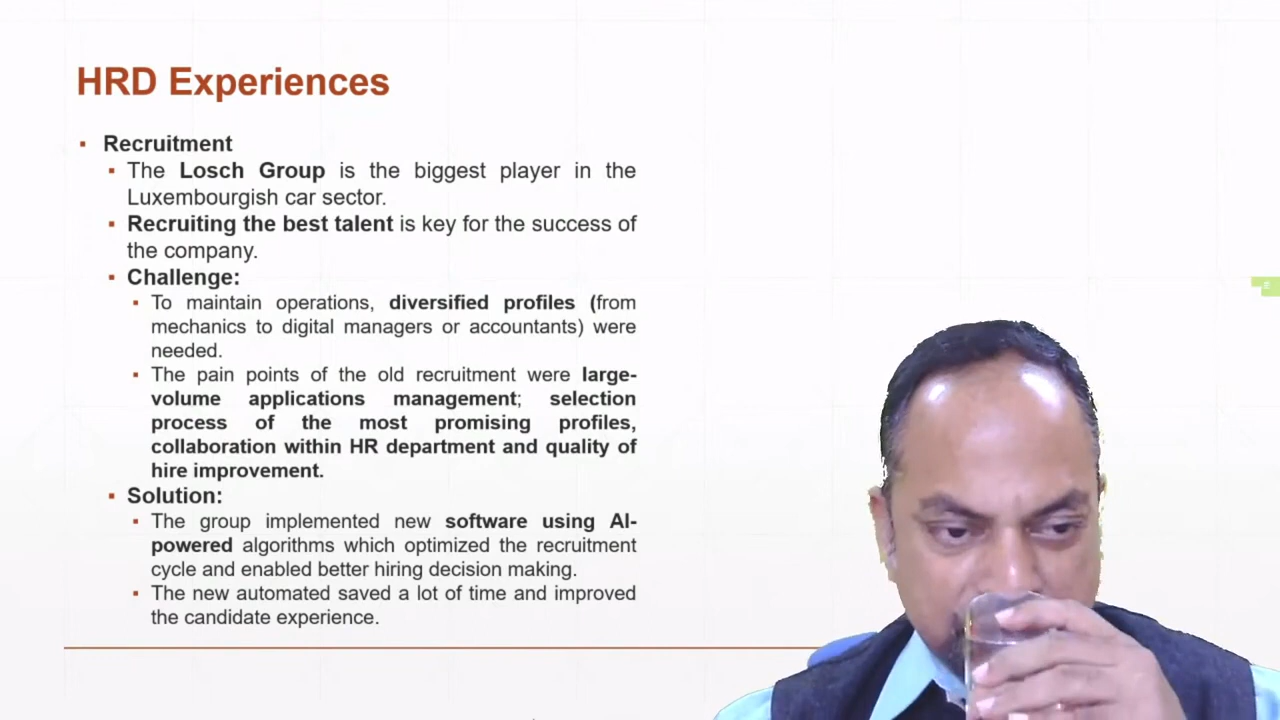 HRD Experiences
▪ Recruitment
▪ The Losch Group is the biggest player in the
Luxembourgish car sector.
▪ Recruiting the best talent is key for the success of
the company.
▪ Challenge:
▪ To maintain operations, diversified profiles (from
mechanics to digital managers or accountants) were
needed.
▪ The pain points of the old recruitment were large-
volume applications management; selection
process of the most promising profiles,
collaboration within HR department and quality of
hire improvement.
▪ Solution:
▪ The group implemented new software using AI-
powered algorithms which optimized the recruitment
cycle and enabled better hiring decision making.
▪ The new automated saved a lot of time and improved
the candidate experience.